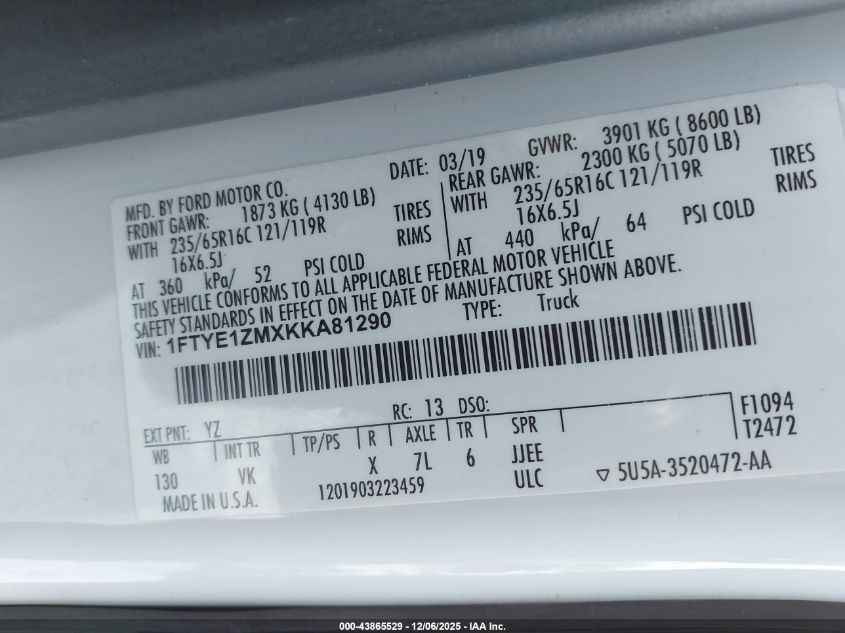 MFD. BY FORD MOTOR CO. DATE: 03/19 GVWR: 3901 KG ( 8600 LB)
FRONT GAWR: 1873 KG ( 4130 LB) REAR GAWR: 2300 KG ( 5070 LB)
WITH 235/65R16C 121/119R TIRES WITH 235/65R16C 121/119R TIRES
16X6.5J RIMS 16X6.5J RIMS
AT 360 kPa/ 52 PSI COLD AT 440 kPa/ 64 PSI COLD
THIS VEHICLE CONFORMS TO ALL APPLICABLE FEDERAL MOTOR VEHICLE
SAFETY STANDARDS IN EFFECT ON THE DATE OF MANUFACTURE SHOWN ABOVE.
VIN: 1FTYE1ZMXKKA81290 TYPE: Truck
EXT PNT: YZ RC: 13 DSO: F1094
WB INT TR TP/PS R AXLE TR SPR T2472
130 VK X 7L 6 JJEE
ULC ▽ 5U5A-3520472-AA
MADE IN U.S.A. 1201903223459
000-43865529 - 12/06/2025 - IAA Inc.